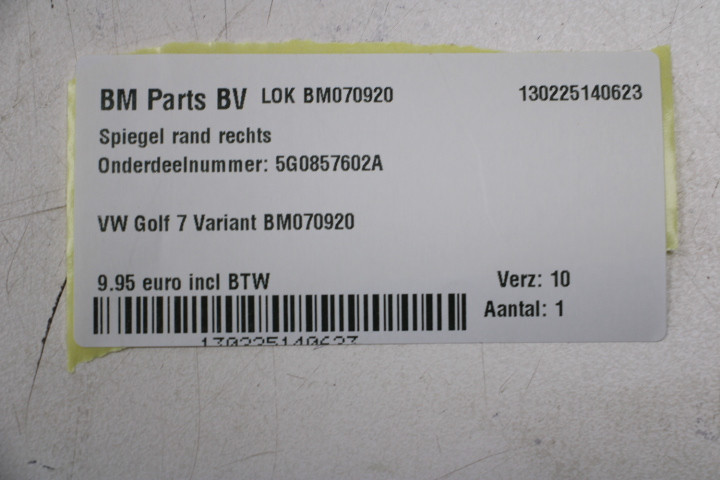 BM Parts BV LOK BM070920 130225140623
Spiegel rand rechts
Onderdeelnummer: 5G0857602A
VW Golf 7 Variant BM070920
9.95 euro incl BTW Verz: 10
Aantal: 1
130225140623